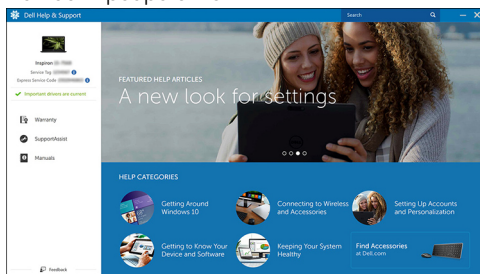 Dell Help & Support
Search
Inspiron
Service Tag
Express Service Code
Important drivers are current
Warranty
SupportAssist
Manuals
Feedback
FEATURED HELP ARTICLES
A new look for settings
HELP CATEGORIES
Getting Around
Windows 10
Connecting to Wireless
and Accessories
Setting Up Accounts
and Personalization
Getting to Know Your
Device and Software
Keeping Your System
Healthy
Find Accessories
at Dell.com